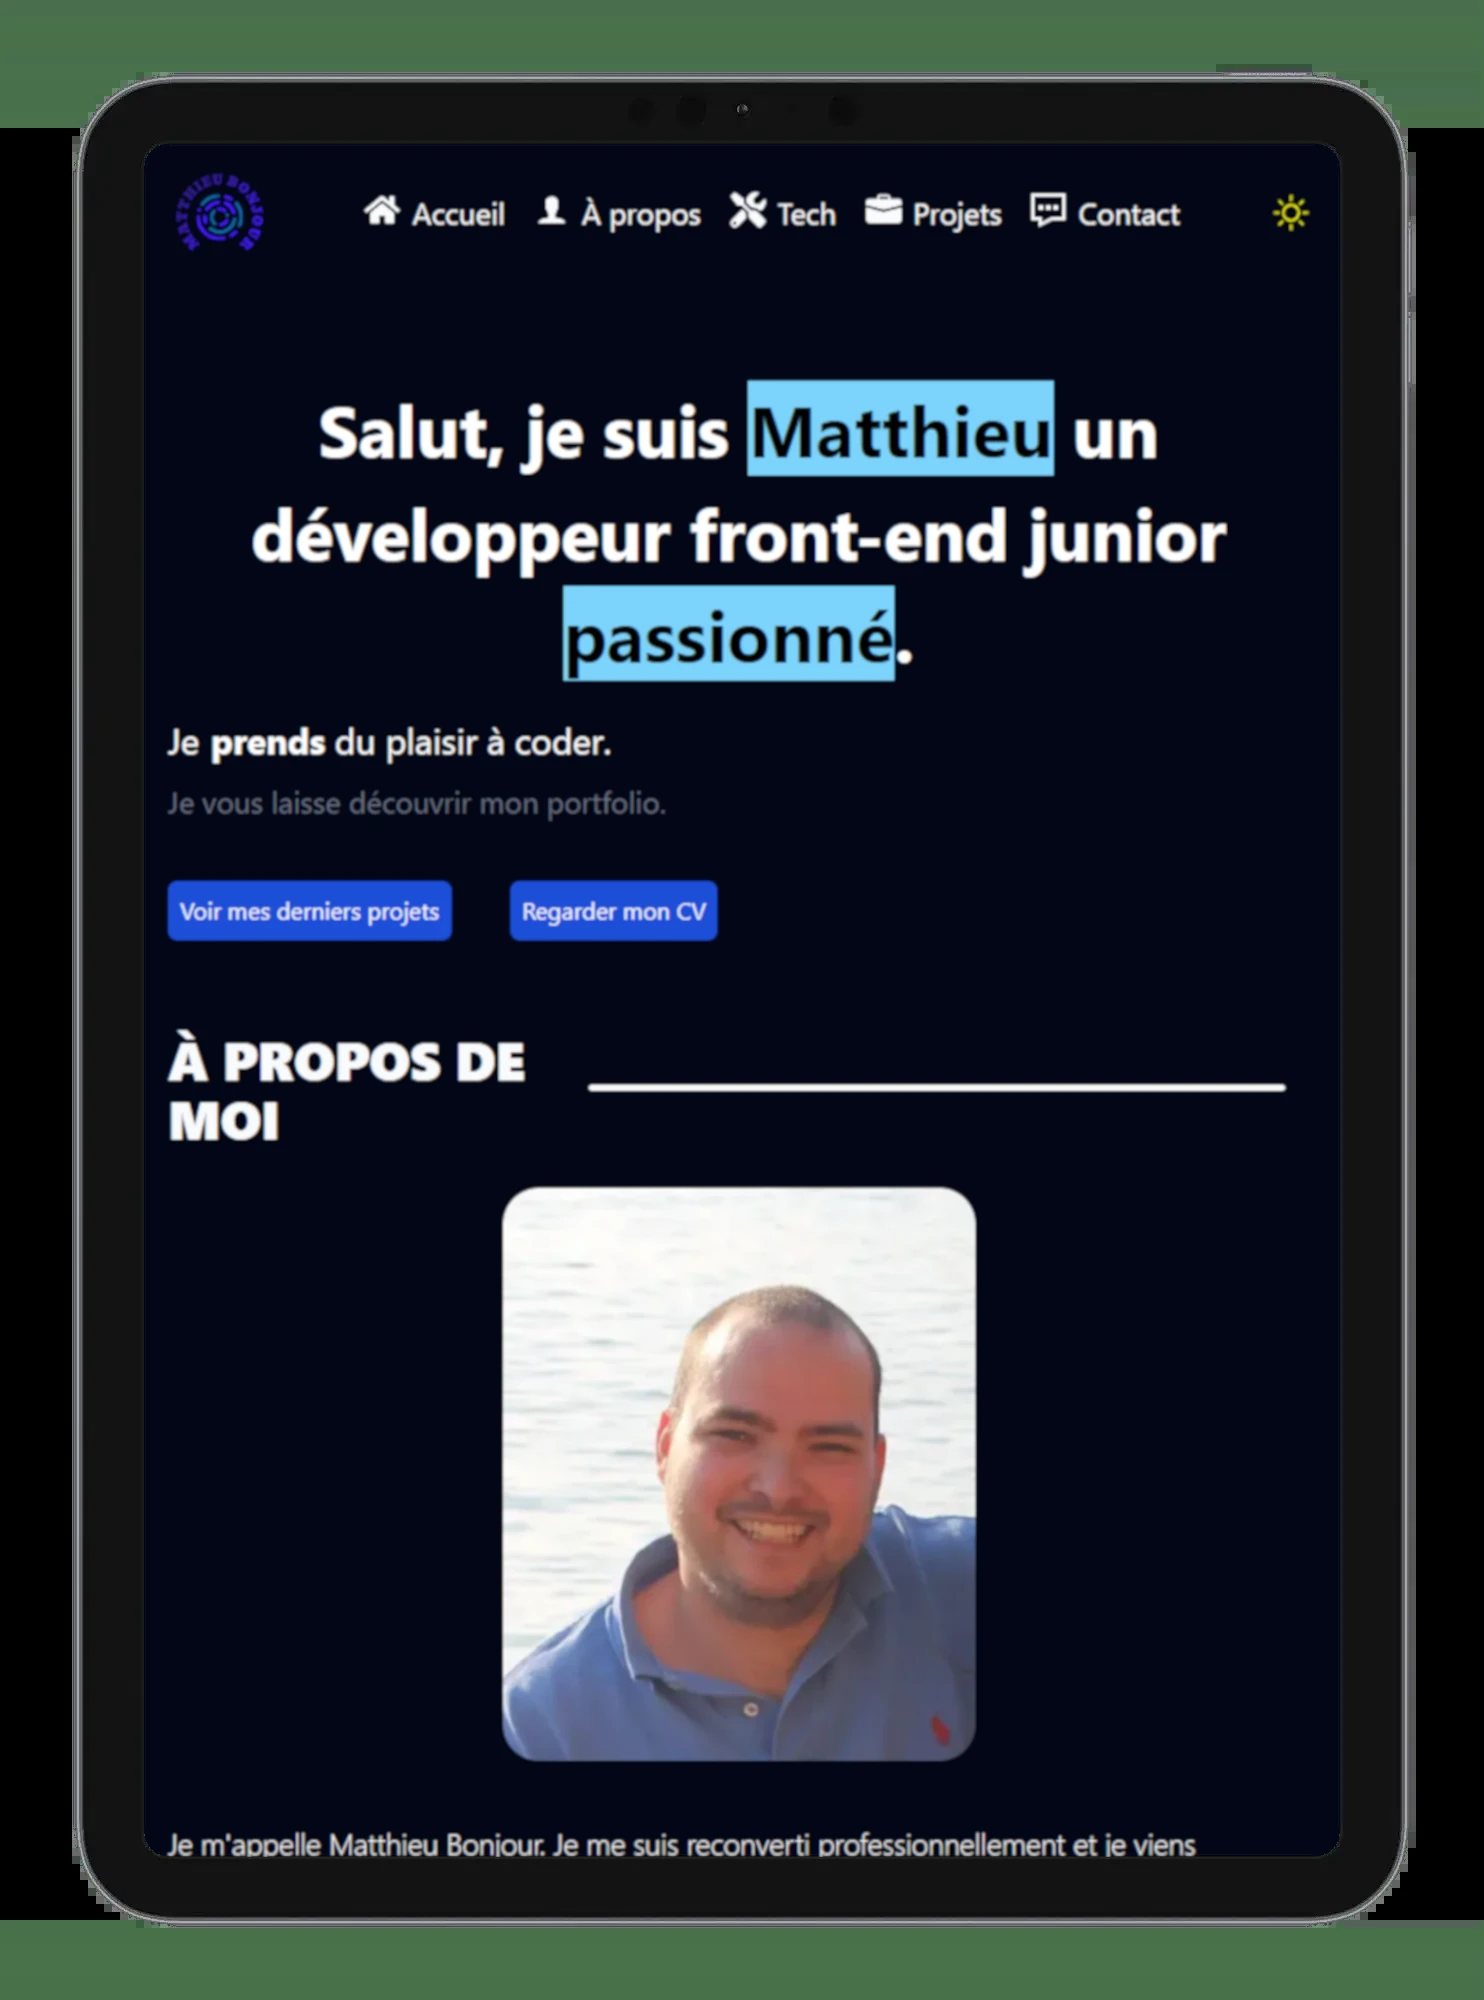 MATTHIEU BONJOUR
Accueil À propos Tech Projets Contact
Salut, je suis Matthieu un
développeur front-end junior
passionné.
Je prends du plaisir à coder.
Je vous laisse découvrir mon portfolio.
Voir mes derniers projets Regarder mon CV
À PROPOS DE
MOI
Je m'appelle Matthieu Bonjour. Je me suis reconverti professionnellement et je viens